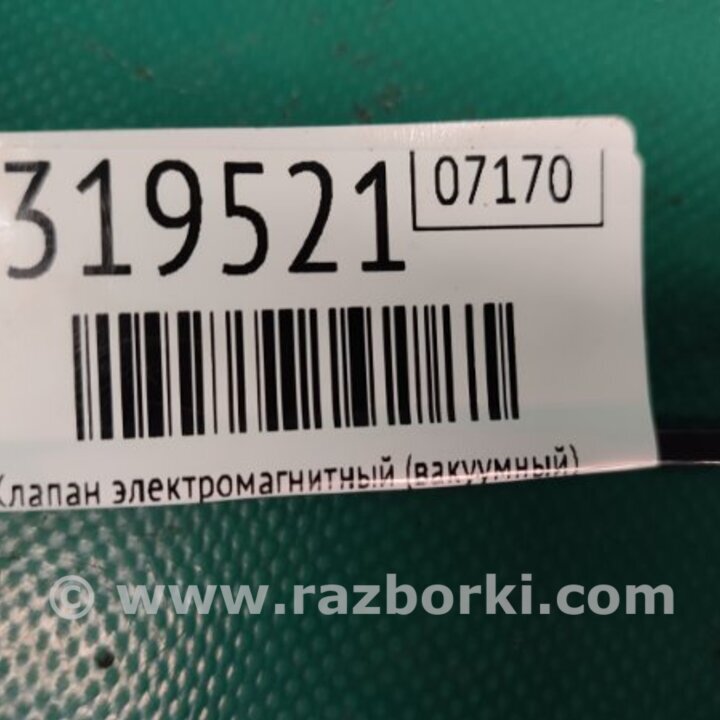 319521 07170
Клапан электромагнитный (вакуумный)
© www.razborki.com